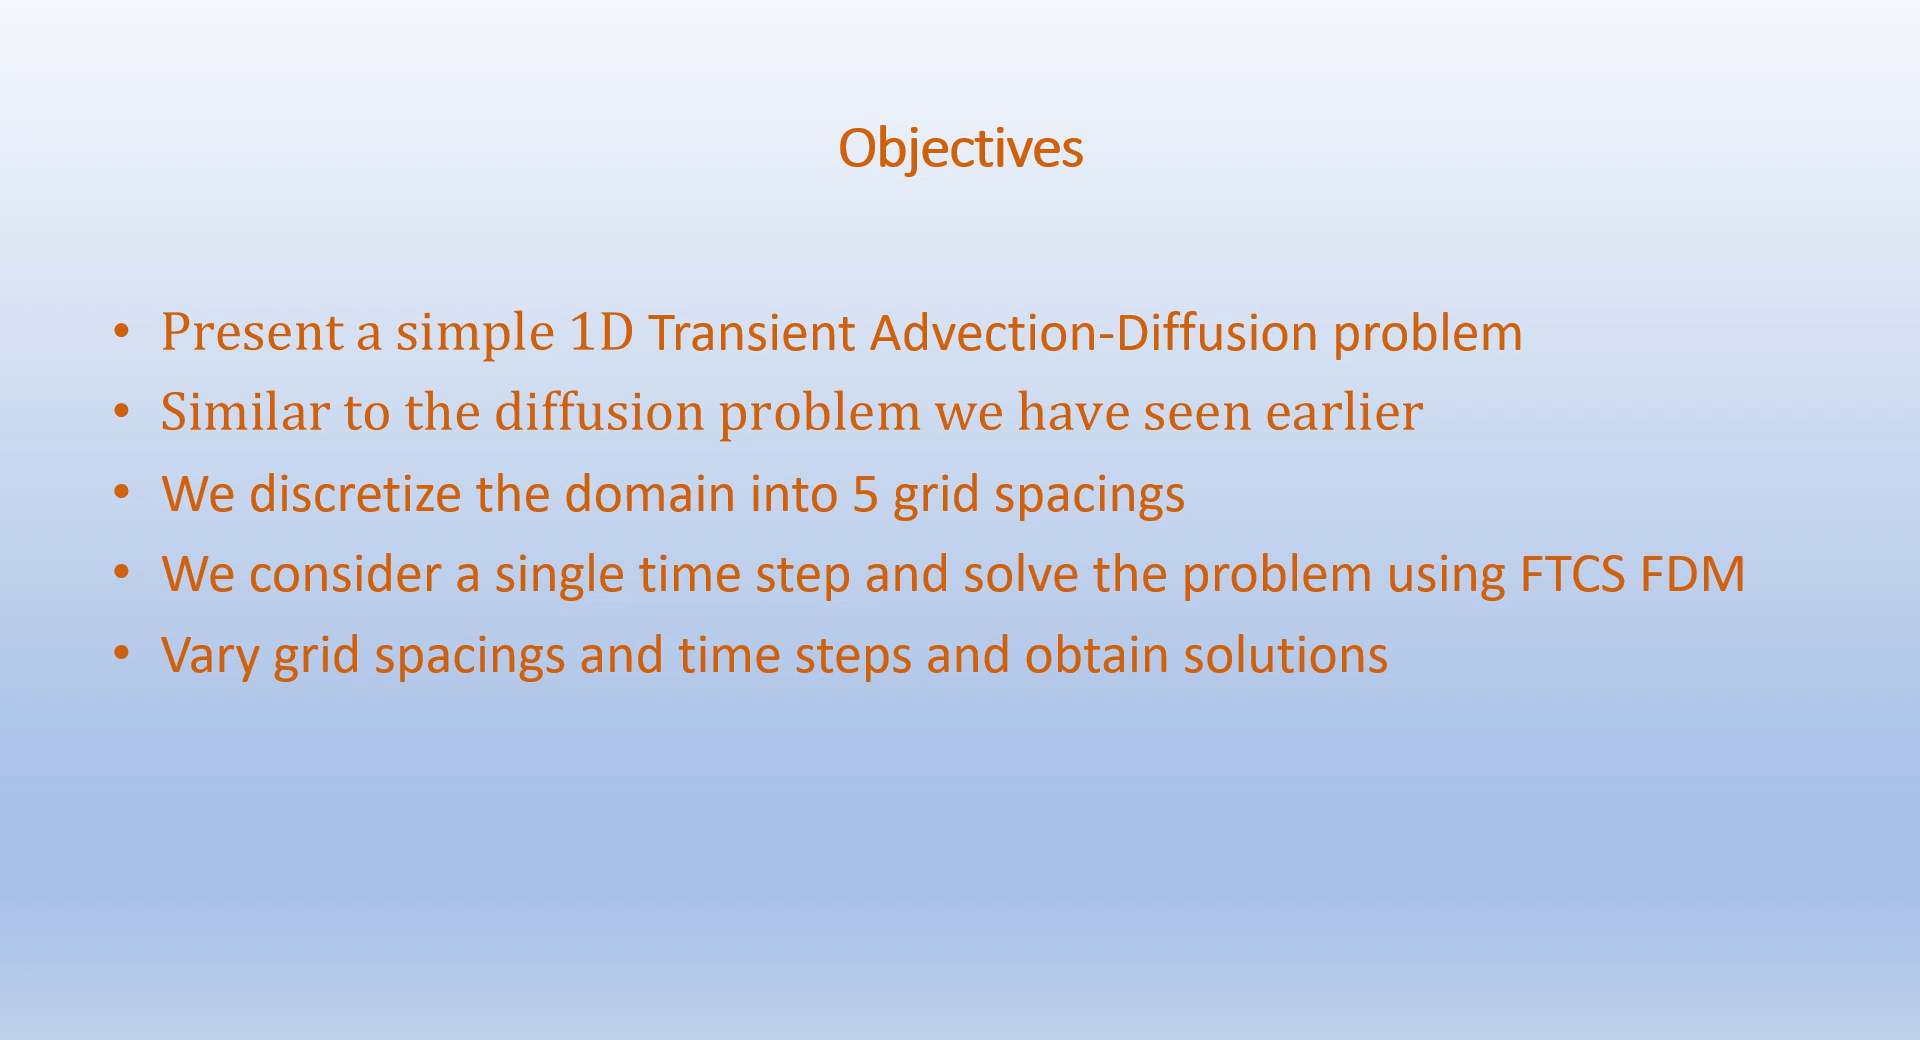 Objectives
• Present a simple 1D Transient Advection-Diffusion problem
• Similar to the diffusion problem we have seen earlier
• We discretize the domain into 5 grid spacings
• We consider a single time step and solve the problem using FTCS FDM
• Vary grid spacings and time steps and obtain solutions